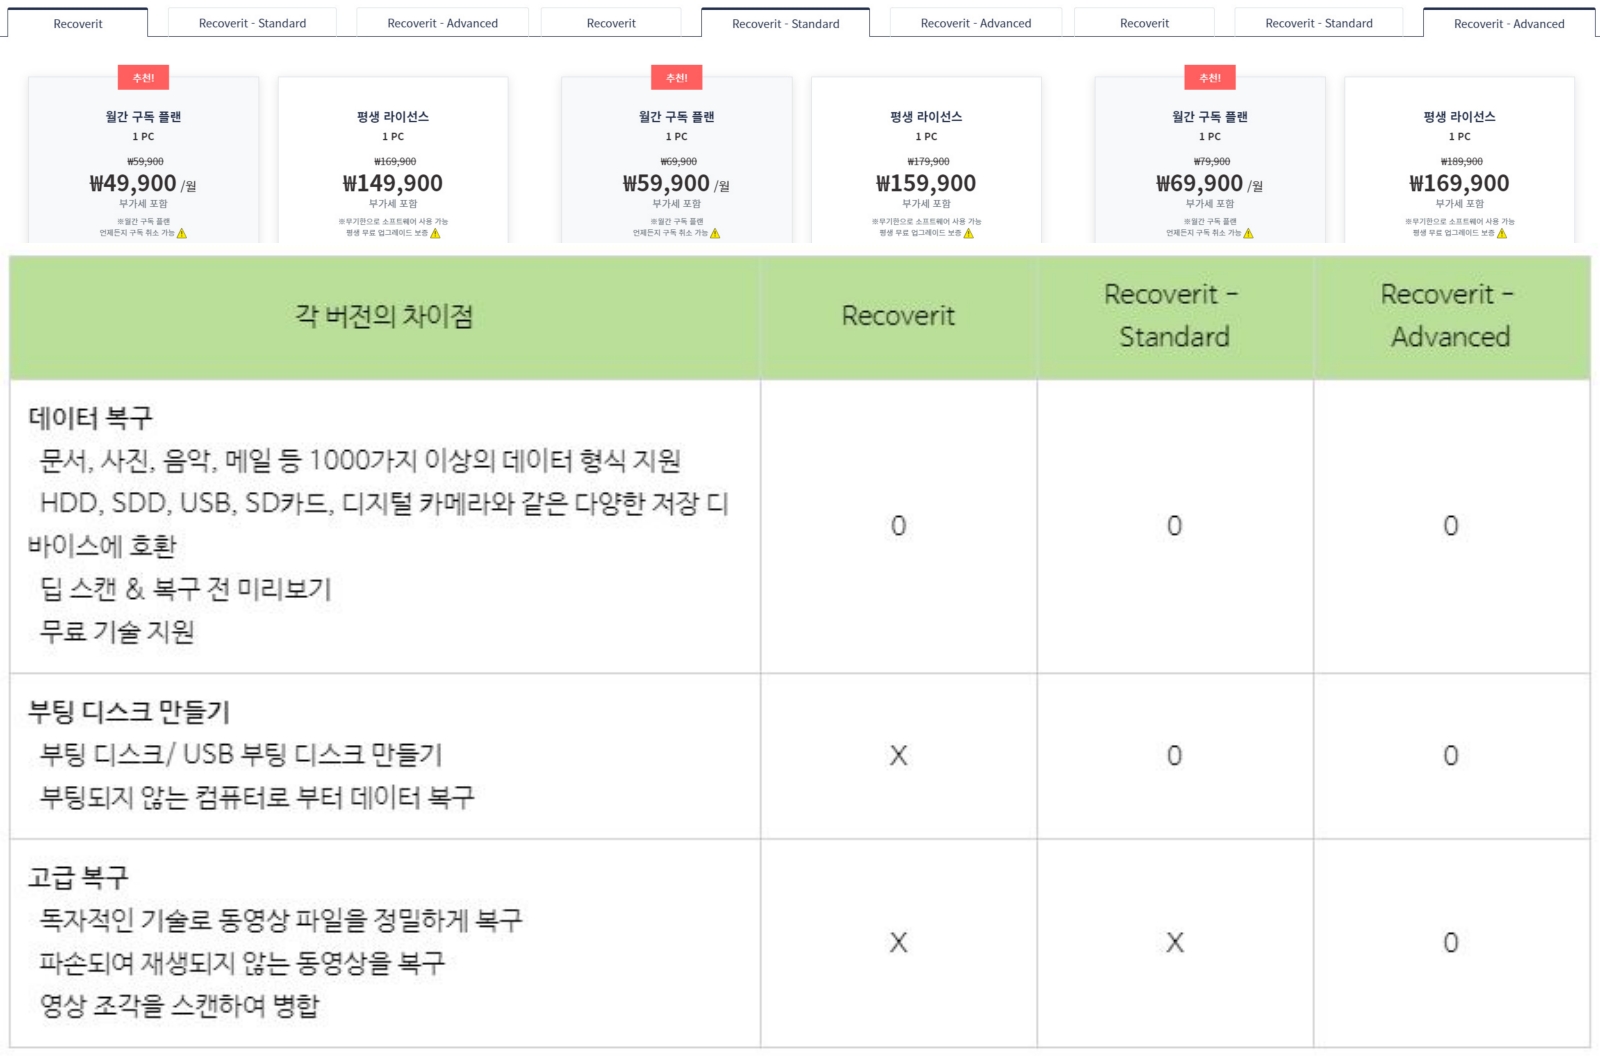 Recoverit
Recoverit - Standard
Recoverit - Advanced
Recoverit
Recoverit - Standard
Recoverit - Advanced
Recoverit
Recoverit - Standard
Recoverit - Advanced
추천!
월간 구독 플랜
1 PC
₩59,900
₩49,900 /월
부가세 포함
※월간 구독 플랜
언제든지 구독 취소 가능
평생 라이선스
1 PC
₩169,900
₩149,900
부가세 포함
※무기한으로 소프트웨어 사용 가능
평생 무료 업그레이드 보증
추천!
월간 구독 플랜
1 PC
₩69,900
₩59,900 /월
부가세 포함
※월간 구독 플랜
언제든지 구독 취소 가능
평생 라이선스
1 PC
₩179,900
₩159,900
부가세 포함
※무기한으로 소프트웨어 사용 가능
평생 무료 업그레이드 보증
추천!
월간 구독 플랜
1 PC
₩79,900
₩69,900 /월
부가세 포함
※월간 구독 플랜
언제든지 구독 취소 가능
평생 라이선스
1 PC
₩189,900
₩169,900
부가세 포함
※무기한으로 소프트웨어 사용 가능
평생 무료 업그레이드 보증
각 버전의 차이점
Recoverit
Recoverit -
Standard
Recoverit -
Advanced
데이터 복구
문서, 사진, 음악, 메일 등 1000가지 이상의 데이터 형식 지원
HDD, SDD, USB, SD카드, 디지털 카메라와 같은 다양한 저장 디
바이스에 호환
딥 스캔 & 복구 전 미리보기
무료 기술 지원
0
0
0
부팅 디스크 만들기
부팅 디스크/ USB 부팅 디스크 만들기
부팅되지 않는 컴퓨터로 부터 데이터 복구
X
0
0
고급 복구
독자적인 기술로 동영상 파일을 정밀하게 복구
파손되여 재생되지 않는 동영상을 복구
영상 조각을 스캔하여 병합
X
X
0